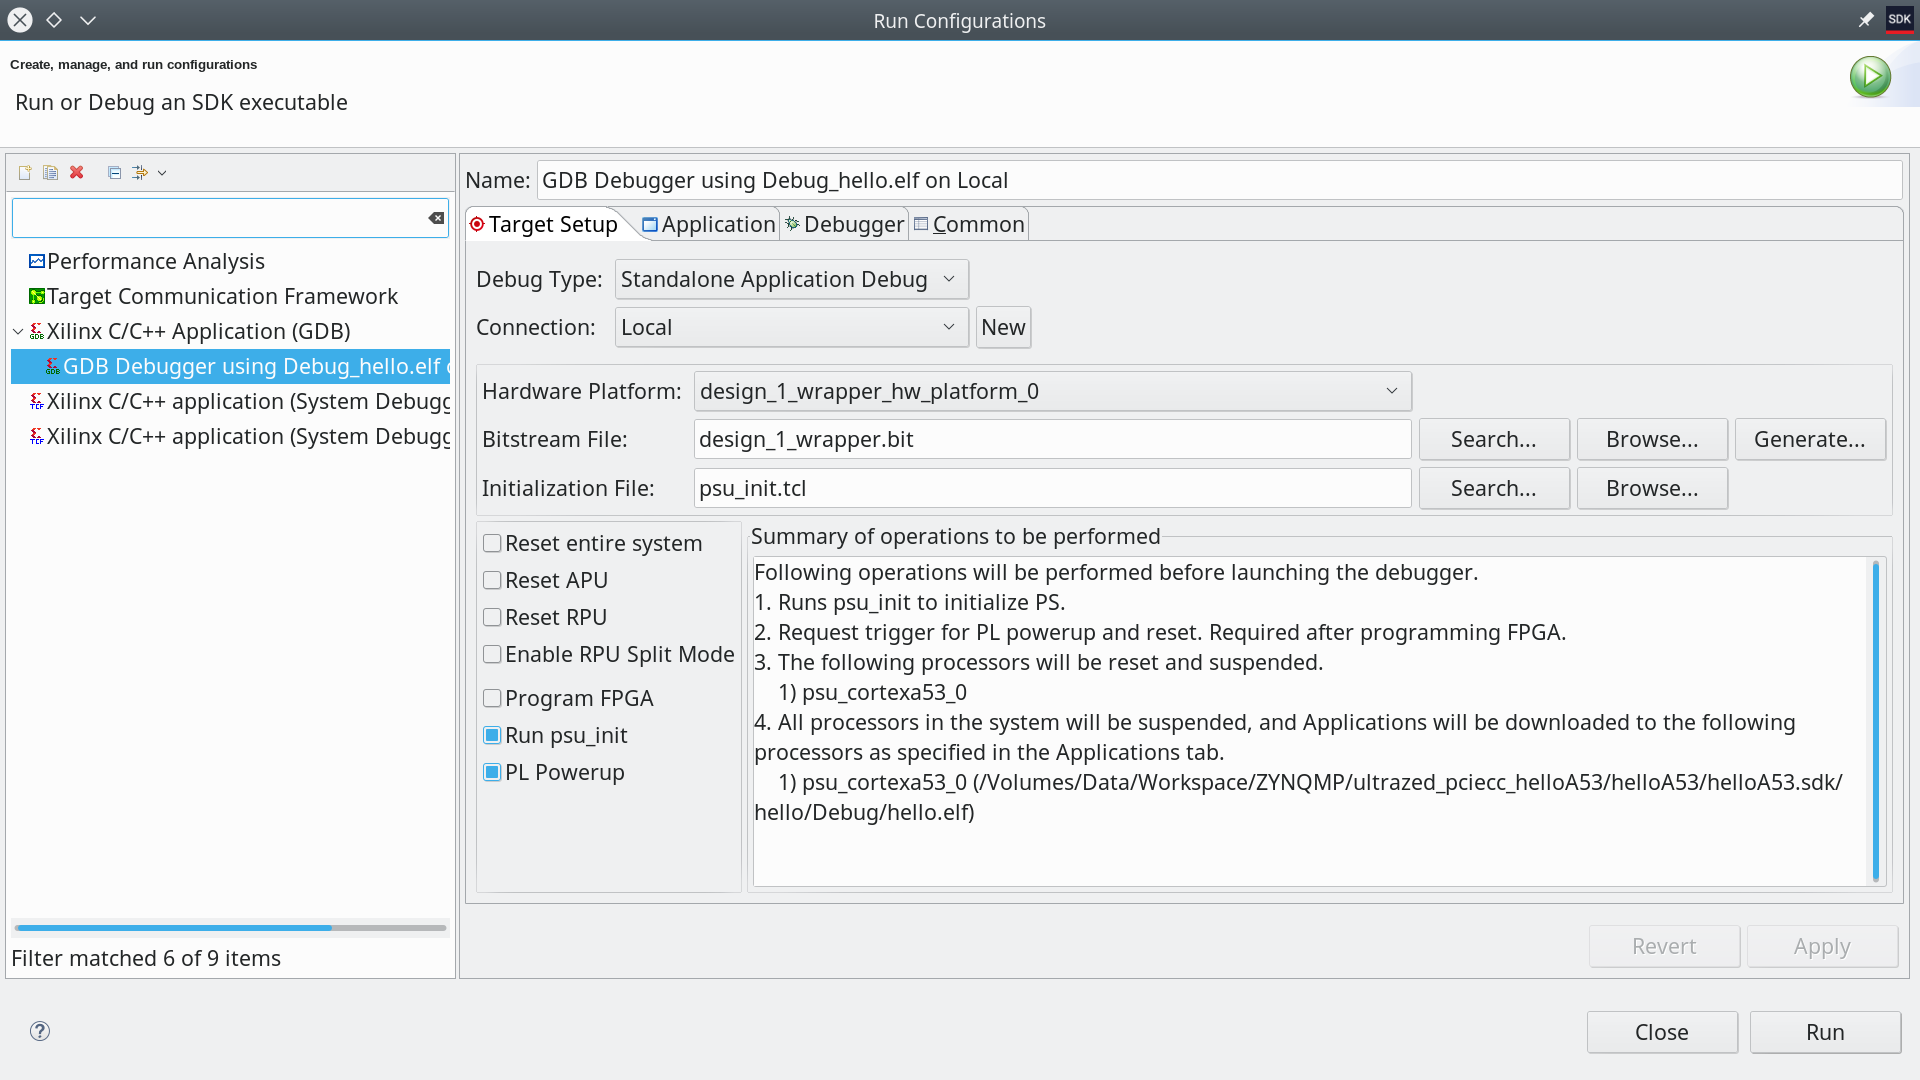 Run Configurations
SDK
Create, manage, and run configurations
Run or Debug an SDK executable
Performance Analysis
Target Communication Framework
Xilinx C/C++ Application (GDB)
GDB Debugger using Debug_hello.elf
Xilinx C/C++ application (System Debugg
Xilinx C/C++ application (System Debugg
Filter matched 6 of 9 items
Name: GDB Debugger using Debug_hello.elf on Local
Target Setup Application Debugger Common
Debug Type: Standalone Application Debug
Connection: Local New
Hardware Platform: design_1_wrapper_hw_platform_0
Bitstream File: design_1_wrapper.bit Search... Browse... Generate...
Initialization File: psu_init.tcl Search... Browse...
Reset entire system
Reset APU
Reset RPU
Enable RPU Split Mode
Program FPGA
Run psu_init
PL Powerup
Summary of operations to be performed
Following operations will be performed before launching the debugger.
1. Runs psu_init to initialize PS.
2. Request trigger for PL powerup and reset. Required after programming FPGA.
3. The following processors will be reset and suspended.
1) psu_cortexa53_0
4. All processors in the system will be suspended, and Applications will be downloaded to the following
processors as specified in the Applications tab.
1) psu_cortexa53_0 (/Volumes/Data/Workspace/ZYNQMP/ultrazed_pciecc_helloA53/helloA53/helloA53.sdk/
hello/Debug/hello.elf)
Revert Apply
? Close Run